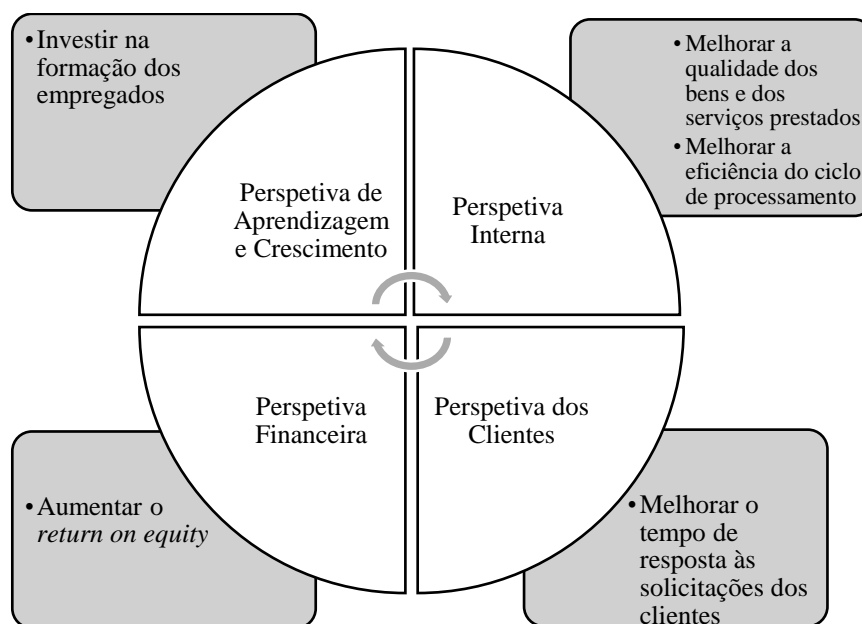 •Investir na
formação dos
empregados
•Melhorar a
qualidade dos
bens e dos
serviços prestados
•Melhorar a
eficiência do ciclo
de processamento
Perspetiva de
Aprendizagem
e Crescimento
Perspetiva
Interna
Perspetiva
Financeira
Perspetiva dos
Clientes
•Aumentar o
return on equity
•Melhorar o
tempo de
resposta às
solicitações dos
clientes